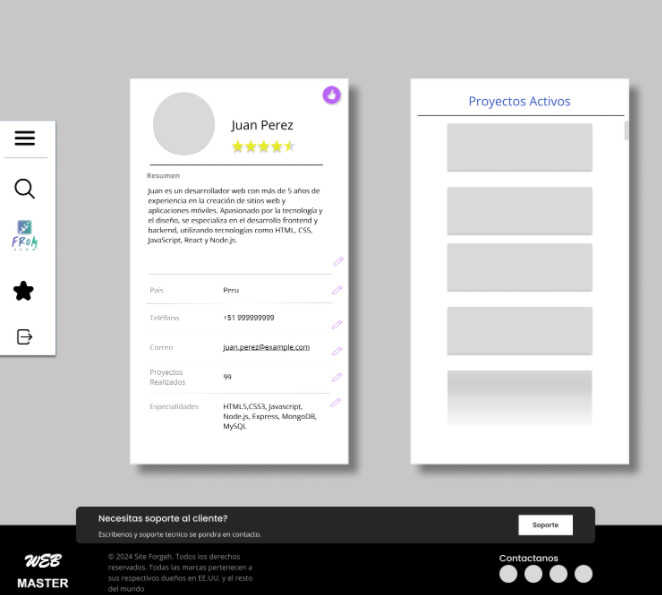 Juan Perez
Proyectos Activos
Resumen
Juan es un desarrollador web con más de 5 años de
experiencia en la creación de sitios web y
aplicaciones móviles. Apasionado por la tecnología y
el diseño, se especializa en el desarrollo frontend y
backend, utilizando tecnologías como HTML, CSS,
JavaScript, React y Node.js.
País
Peru
Teléfono
+51 999999999
Correo
juan.perez@example.com
Proyectos
Realizados
99
Especialidades
HTML5,CSS3, Javascript,
Node.js, Express, MongoDB,
MySQL
Necesitas soporte al cliente?
Escribenos y soporte tecnico se pondra en contacto.
Soporte
WEB
MASTER
© 2024 Site Forgeh. Todos los derechos
reservados. Todas las marcas pertenecen a
sus respectivos dueños en EE.UU. y el resto
del mundo
Contactanos